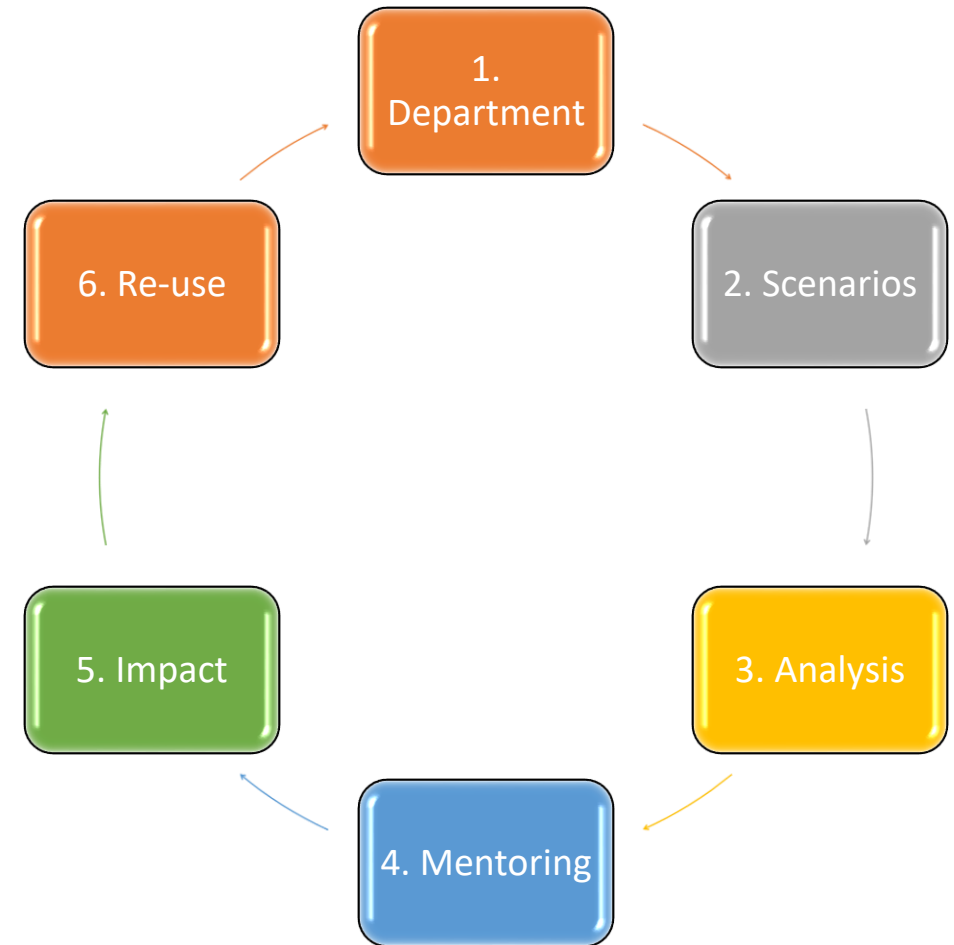 1.
Department
2. Scenarios
3. Analysis
4. Mentoring
5. Impact
6. Re-use